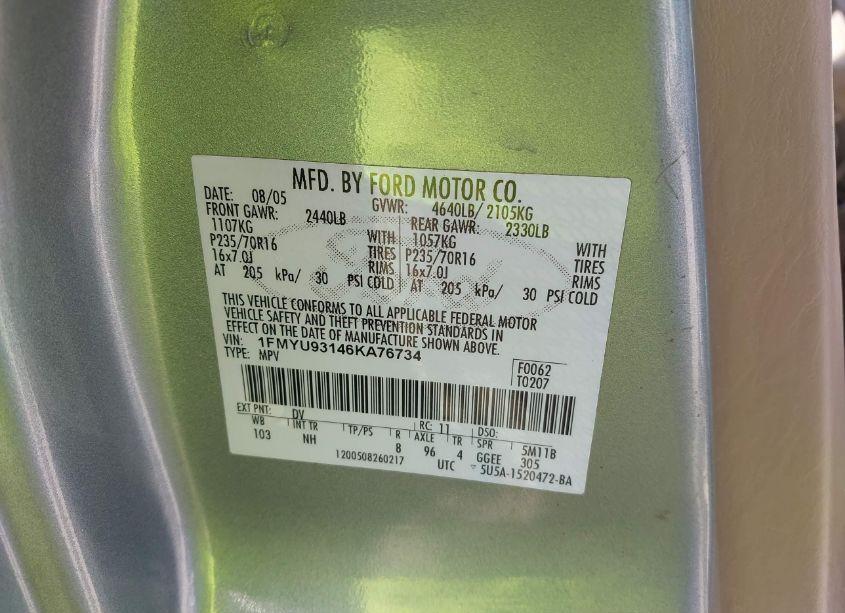 MFD. BY FORD MOTOR CO.
DATE: 08/05 GVWR: 4640LB/ 2105KG
FRONT GAWR: 2440LB REAR GAWR: 2330LB
1107KG WITH 1057KG WITH
P235/70R16 TIRES P235/70R16 TIRES
16x7.0J RIMS 16x7.0J RIMS
AT 205 kPa/ 30 PSI COLD AT 205 kPa/ 30 PSI COLD
THIS VEHICLE CONFORMS TO ALL APPLICABLE FEDERAL MOTOR
VEHICLE SAFETY AND THEFT PREVENTION STANDARDS IN
EFFECT ON THE DATE OF MANUFACTURE SHOWN ABOVE.
VIN: 1FMYU93146KA76734
TYPE: MPV
F0062
T0207
EXT PNT: DV RC: 11 DSO:
WB INT TR TP/PS R AXLE TR SPR 5M11B
103 NH 8 96 4 GGEE 305
1200508260217 UTC 5U5A-1520472-BA